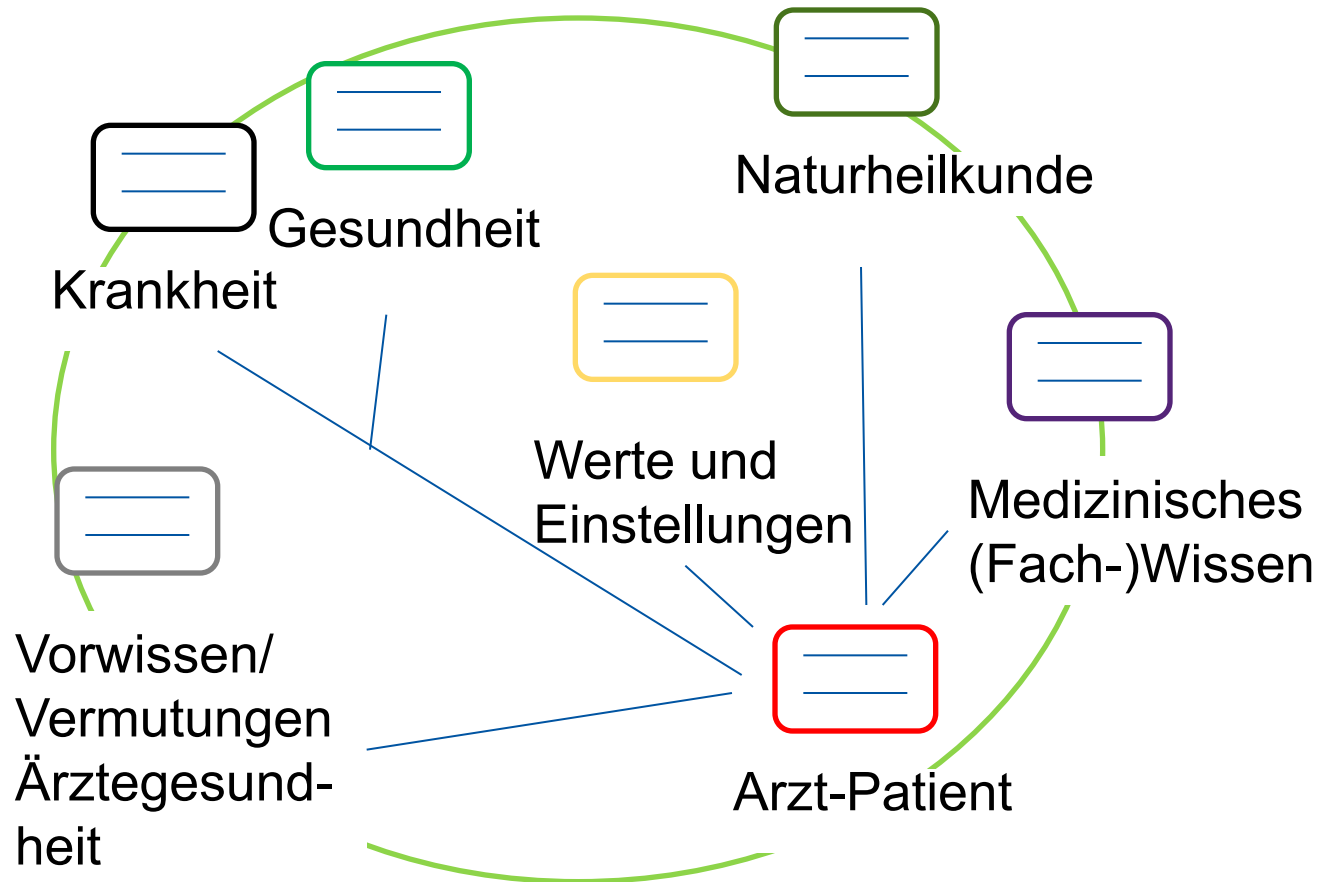 Naturheilkunde
Gesundheit
Krankheit
Werte und
Einstellungen
Medizinisches
(Fach-)Wissen
Vorwissen/
Vermutungen
Ärztegesund-
heit
Arzt-Patient